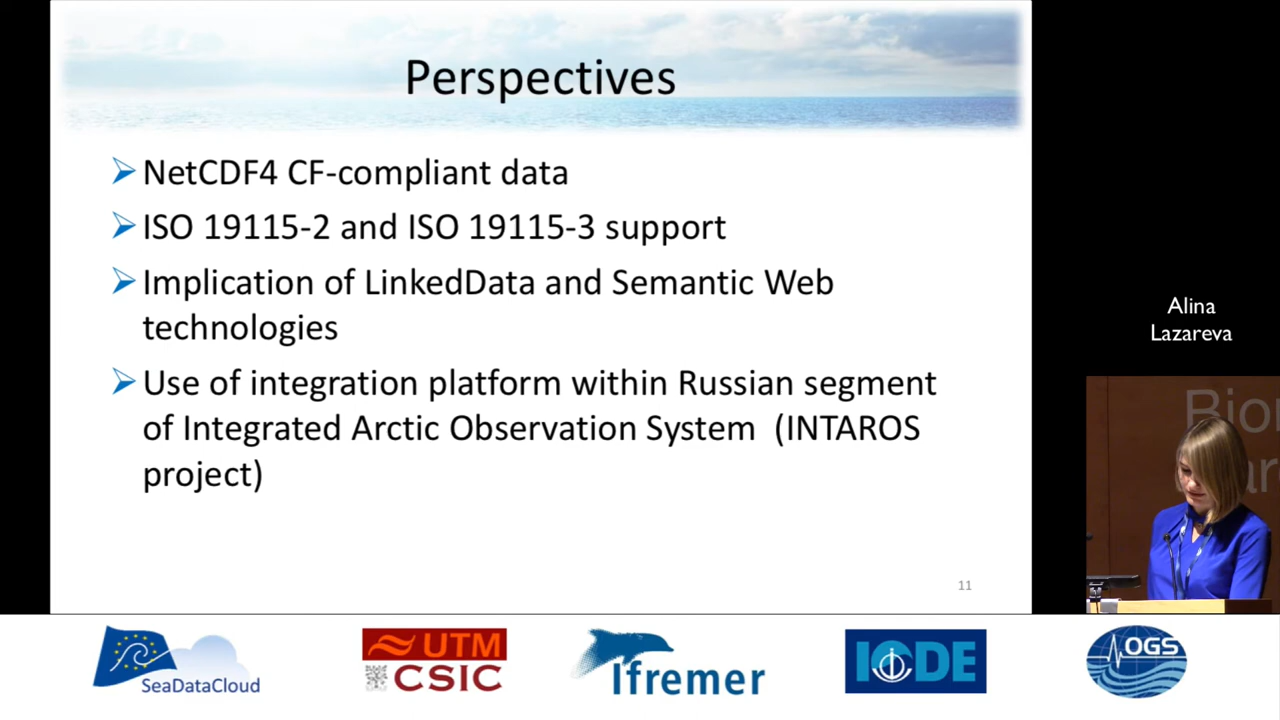 Perspectives
NetCDF4 CF-compliant data
ISO 19115-2 and ISO 19115-3 support
Implication of LinkedData and Semantic Web
technologies
Use of integration platform within Russian segment
of Integrated Arctic Observation System (INTAROS
project)
11
Alina
Lazareva
Bion
SeaDataCloud
UTM
CSIC
Ifremer
IODE
OGS